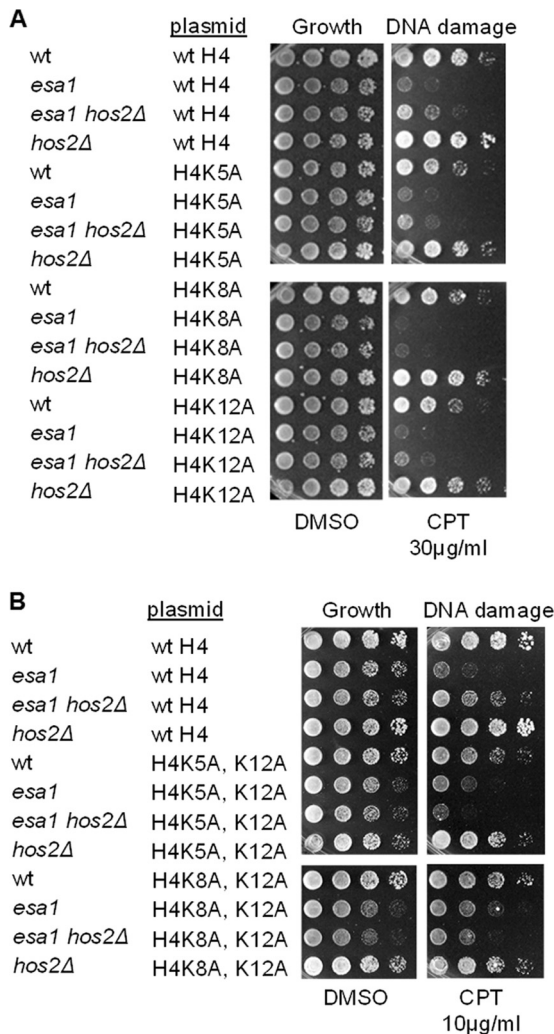 A
plasmid Growth DNA damage
wt wt H4
esa1 wt H4
esa1 hos2Δ wt H4
hos2Δ wt H4
wt H4K5A
esa1 H4K5A
esa1 hos2Δ H4K5A
hos2Δ H4K5A
wt H4K8A
esa1 H4K8A
esa1 hos2Δ H4K8A
hos2Δ H4K8A
wt H4K12A
esa1 H4K12A
esa1 hos2Δ H4K12A
hos2Δ H4K12A
DMSO CPT
30µg/ml
B
plasmid Growth DNA damage
wt wt H4
esa1 wt H4
esa1 hos2Δ wt H4
hos2Δ wt H4
wt H4K5A, K12A
esa1 H4K5A, K12A
esa1 hos2Δ H4K5A, K12A
hos2Δ H4K5A, K12A
wt H4K8A, K12A
esa1 H4K8A, K12A
esa1 hos2Δ H4K8A, K12A
hos2Δ H4K8A, K12A
DMSO CPT
10µg/ml